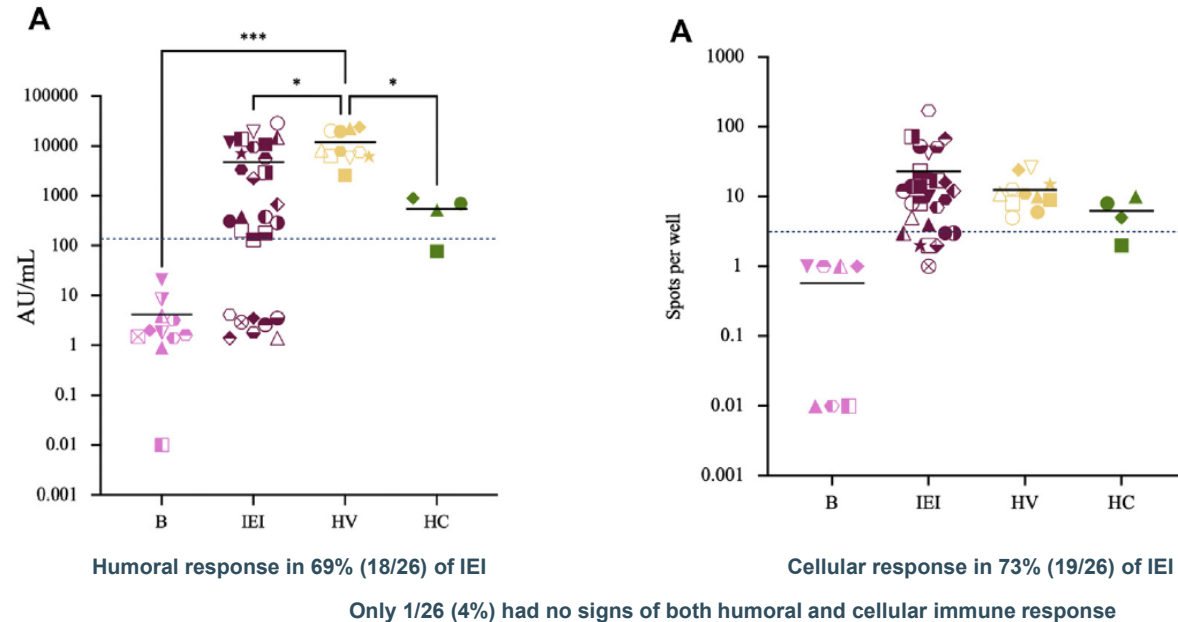 A
***
*
*
100000
10000
1000
100
10
1
0.1
0.01
0.001
AU/mL
B
IEI
HV
HC
Humoral response in 69% (18/26) of IEI
A
1000
100
10
1
0.1
0.01
0.001
Spots per well
B
IEI
HV
HC
Cellular response in 73% (19/26) of IEI
Only 1/26 (4%) had no signs of both humoral and cellular immune response